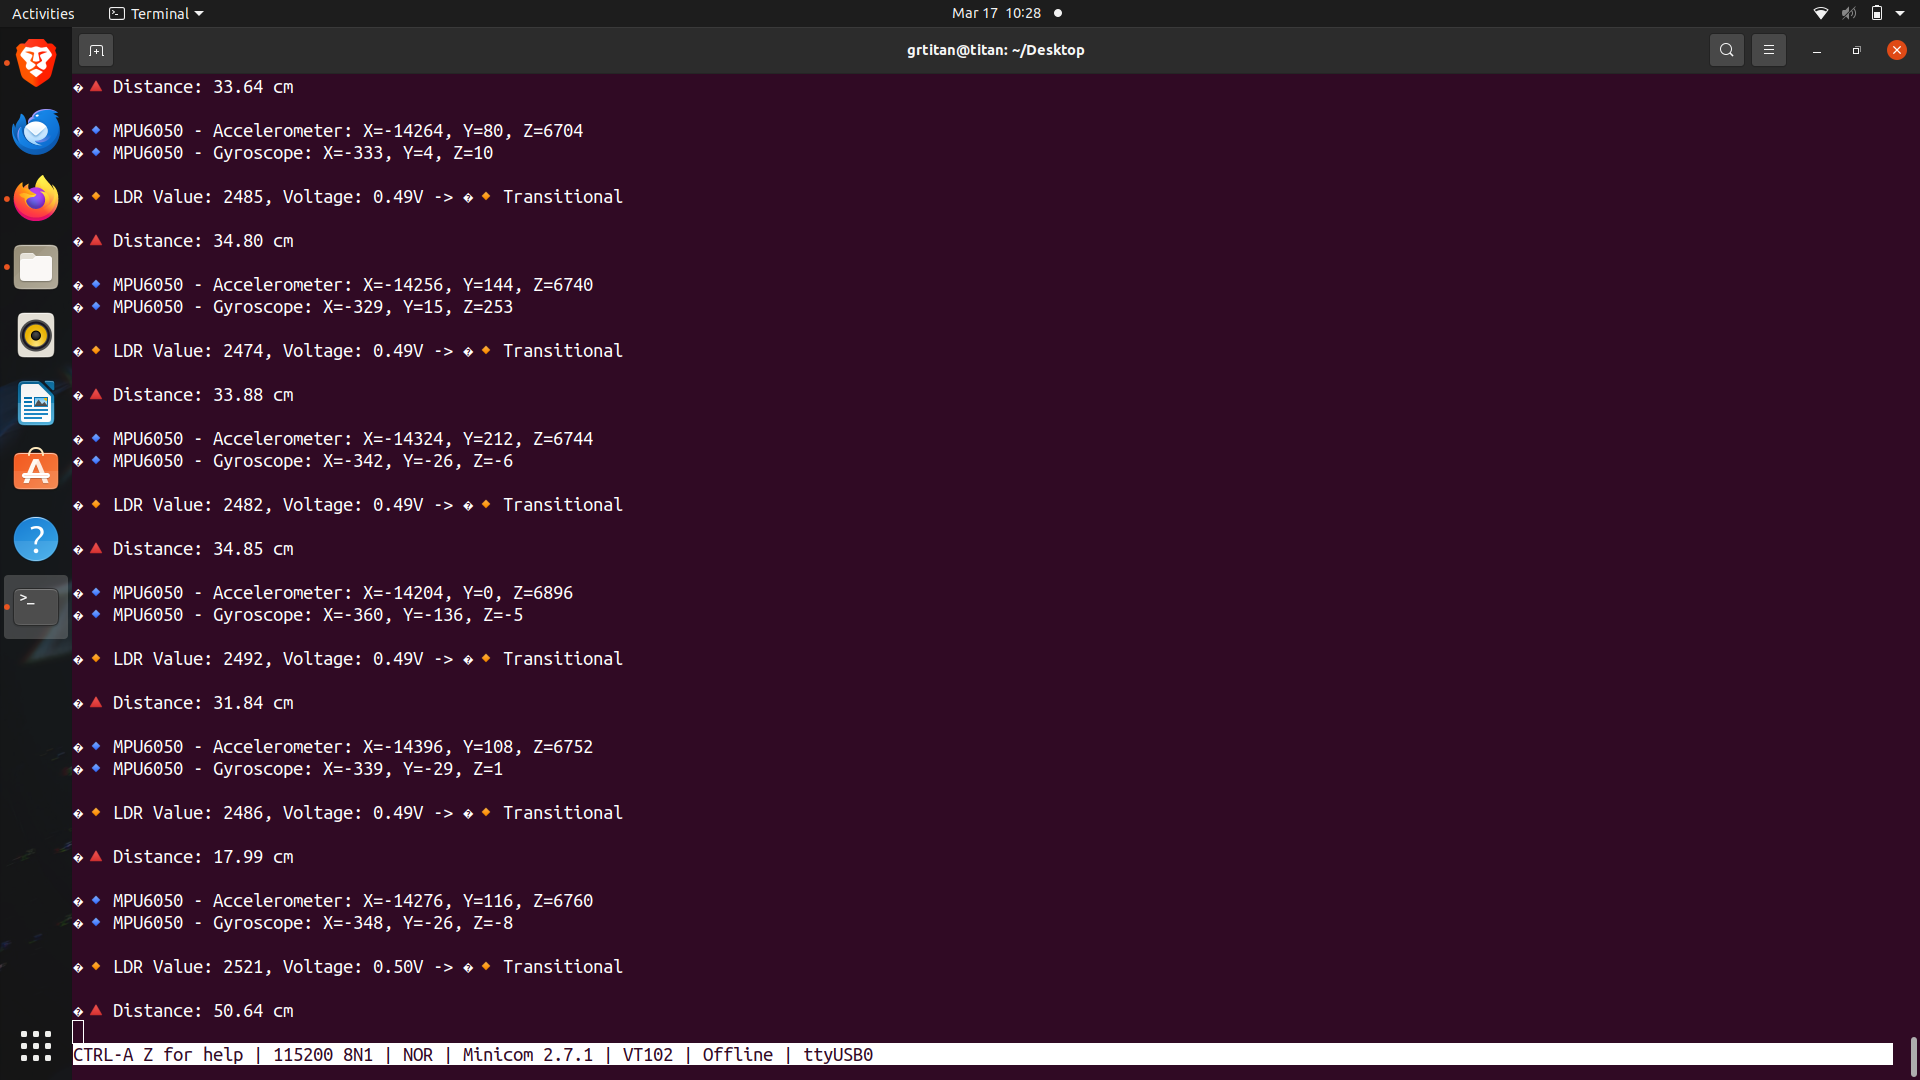 Activities
Terminal
Mar 17 10:28
grtitan@titan: ~/Desktop
�🔺 Distance: 33.64 cm
�🔹 MPU6050 - Accelerometer: X=-14264, Y=80, Z=6704
�🔹 MPU6050 - Gyroscope: X=-333, Y=4, Z=10
�🔸 LDR Value: 2485, Voltage: 0.49V -> �🔸 Transitional
�🔺 Distance: 34.80 cm
�🔹 MPU6050 - Accelerometer: X=-14256, Y=144, Z=6740
�🔹 MPU6050 - Gyroscope: X=-329, Y=15, Z=253
�🔸 LDR Value: 2474, Voltage: 0.49V -> �🔸 Transitional
�🔺 Distance: 33.88 cm
�🔹 MPU6050 - Accelerometer: X=-14324, Y=212, Z=6744
�🔹 MPU6050 - Gyroscope: X=-342, Y=-26, Z=-6
�🔸 LDR Value: 2482, Voltage: 0.49V -> �🔸 Transitional
�🔺 Distance: 34.85 cm
�🔹 MPU6050 - Accelerometer: X=-14204, Y=0, Z=6896
�🔹 MPU6050 - Gyroscope: X=-360, Y=-136, Z=-5
�🔸 LDR Value: 2492, Voltage: 0.49V -> �🔸 Transitional
�🔺 Distance: 31.84 cm
�🔹 MPU6050 - Accelerometer: X=-14396, Y=108, Z=6752
�🔹 MPU6050 - Gyroscope: X=-339, Y=-29, Z=1
�🔸 LDR Value: 2486, Voltage: 0.49V -> �🔸 Transitional
�🔺 Distance: 17.99 cm
�🔹 MPU6050 - Accelerometer: X=-14276, Y=116, Z=6760
�🔹 MPU6050 - Gyroscope: X=-348, Y=-26, Z=-8
�🔸 LDR Value: 2521, Voltage: 0.50V -> �🔸 Transitional
�🔺 Distance: 50.64 cm
CTRL-A Z for help | 115200 8N1 | NOR | Minicom 2.7.1 | VT102 | Offline | ttyUSB0